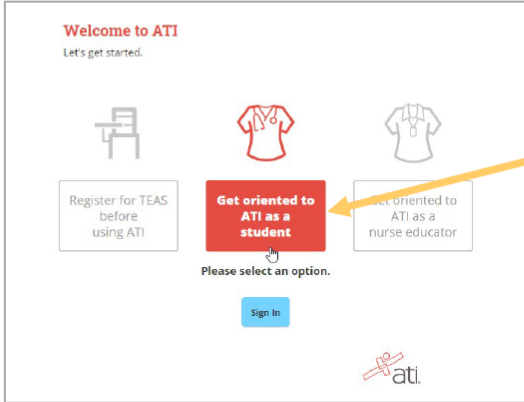 Welcome to ATI
Let's get started.
Register for TEAS
before
using ATI
Get oriented to
ATI as a
student
Get oriented to
ATI as a
nurse educator
Please select an option.
Sign In
ati.